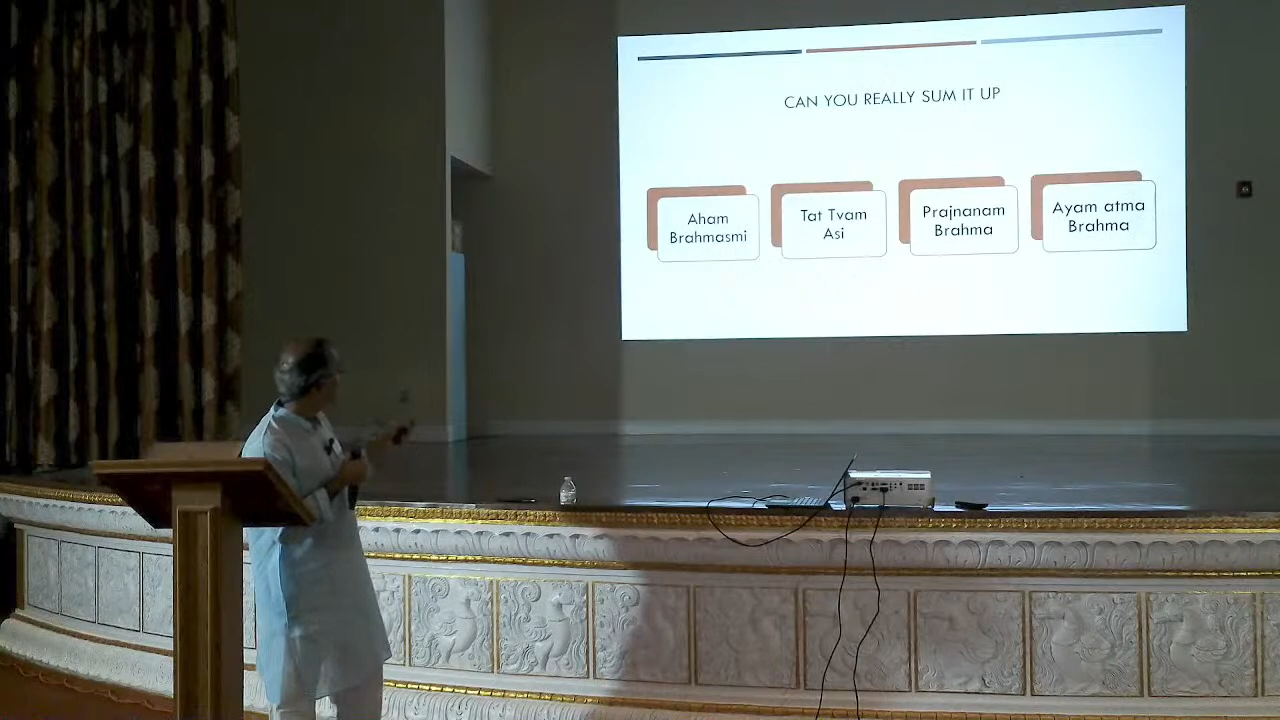 CAN YOU REALLY SUM IT UP
Aham
Brahmasmi
Tat Tvam
Asi
Prajnanam
Brahma
Ayam atma
Brahma